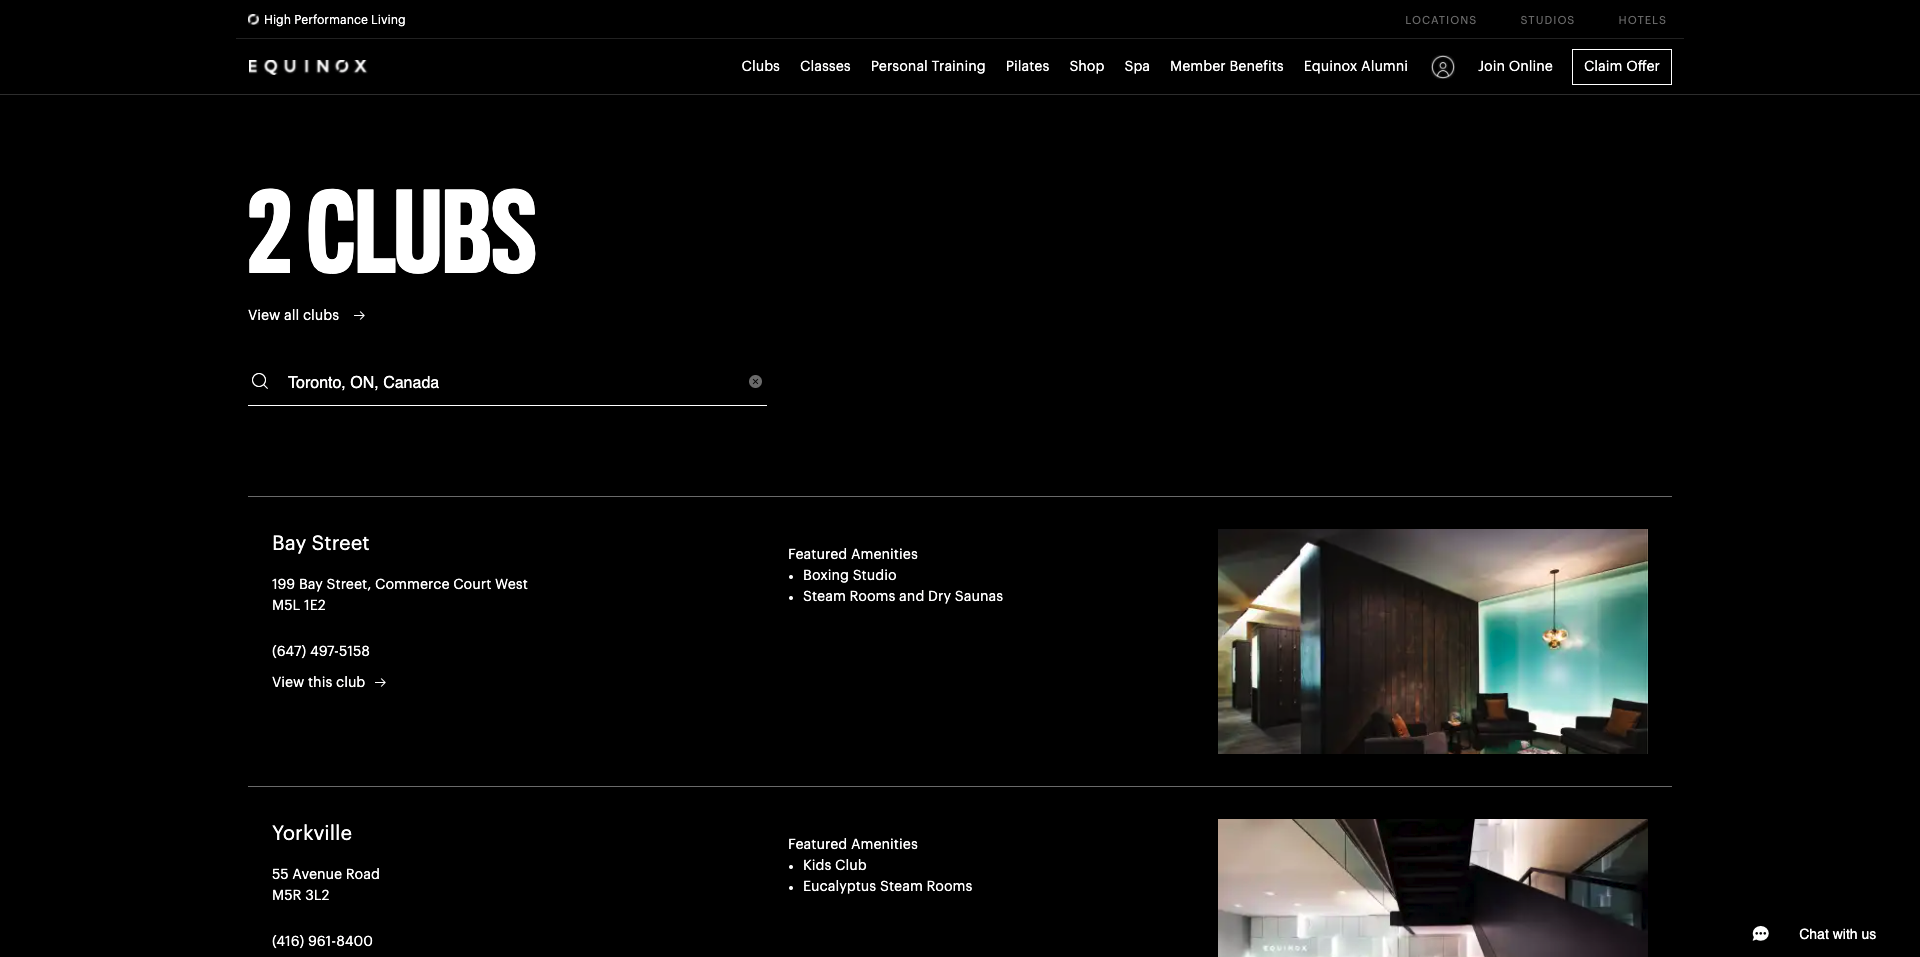 High Performance Living
LOCATIONS STUDIOS HOTELS
EQUINOX
Clubs Classes Personal Training Pilates Shop Spa Member Benefits Equinox Alumni Join Online Claim Offer
2 CLUBS
View all clubs →
Toronto, ON, Canada
Bay Street
199 Bay Street, Commerce Court West
M5L 1E2
(647) 497-5158
View this club →
Featured Amenities
• Boxing Studio
• Steam Rooms and Dry Saunas
Yorkville
55 Avenue Road
M5R 3L2
(416) 961-8400
Featured Amenities
• Kids Club
• Eucalyptus Steam Rooms
EQUINOX
Chat with us